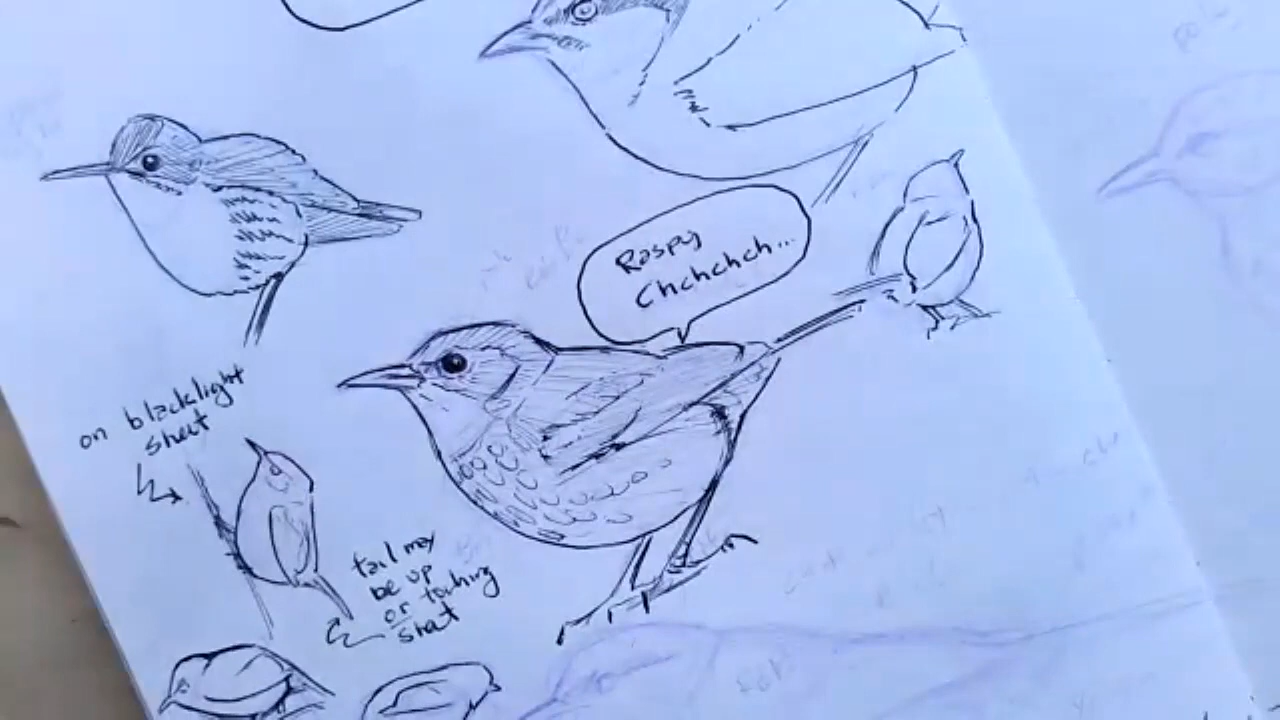 Raspy
Chchchch...
on blacklight
sheet
tail may
be up
or touching
sheet